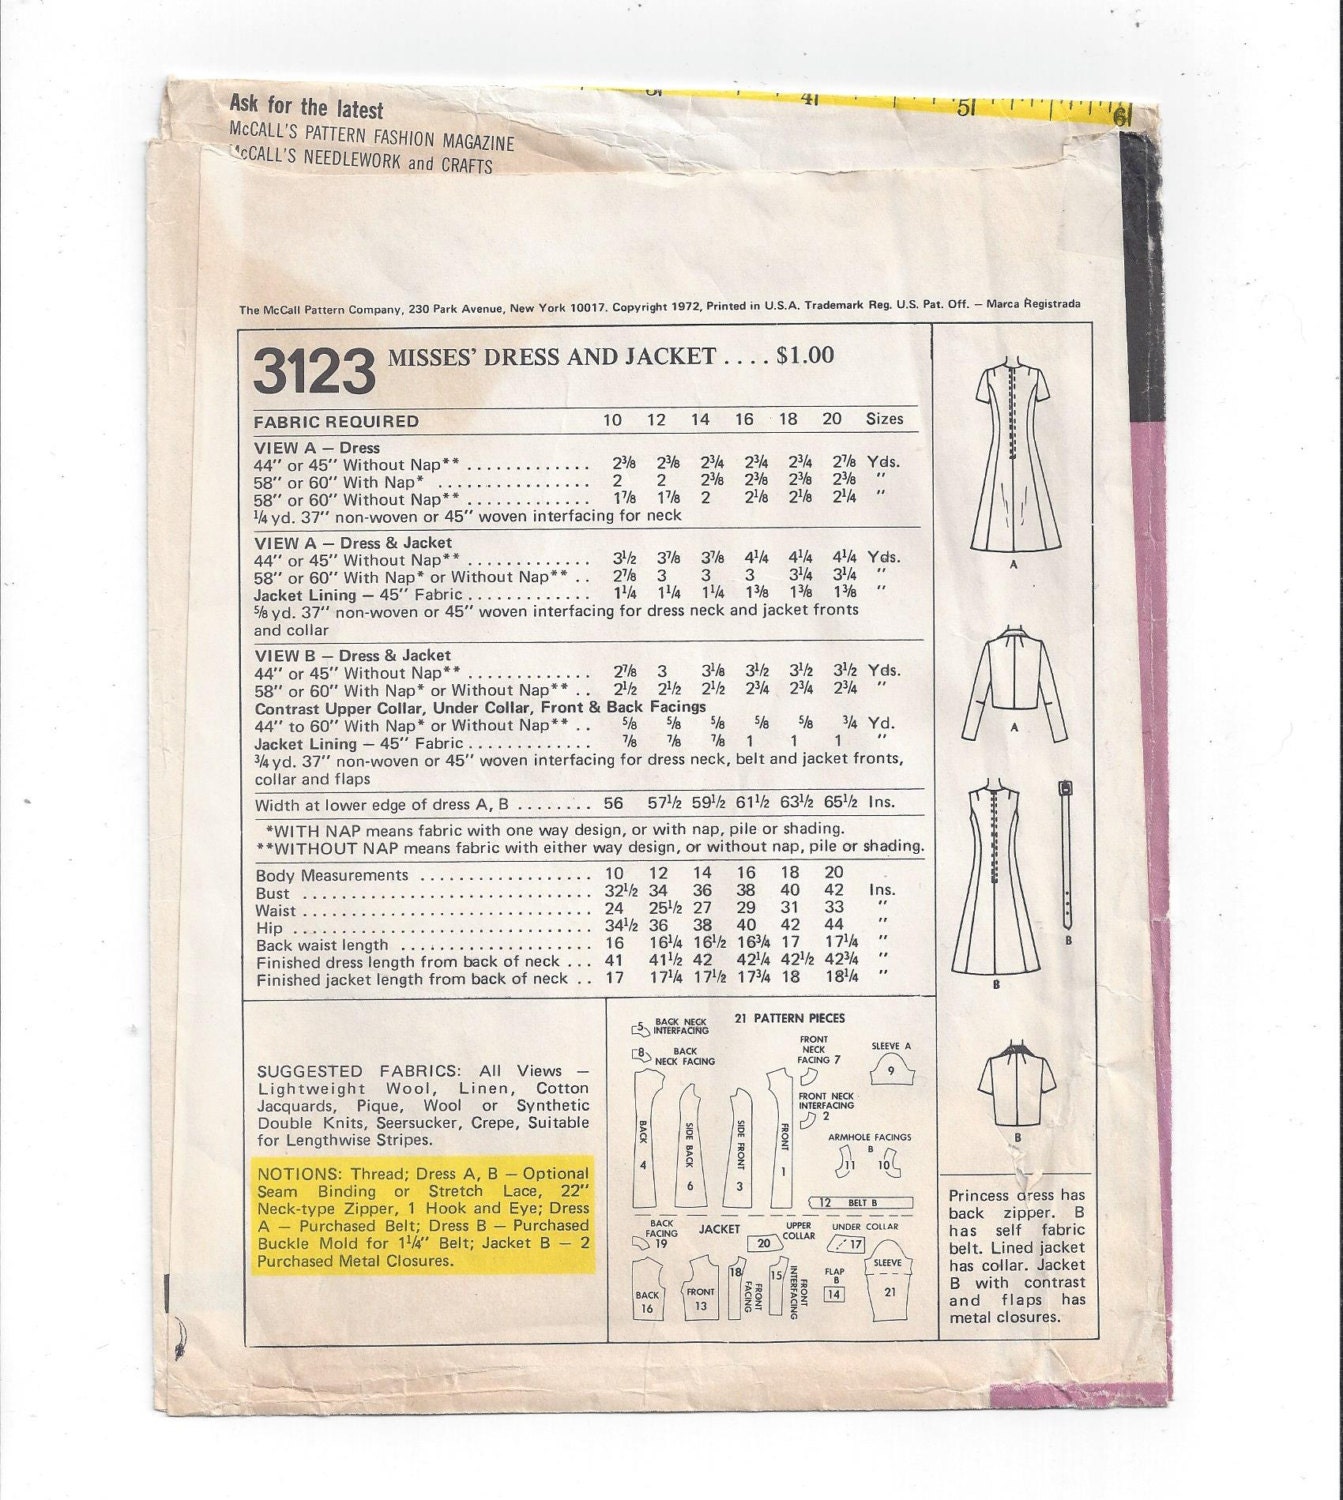 Ask for the latest
McCALL'S PATTERN FASHION MAGAZINE
McCALL'S NEEDLEWORK and CRAFTS
4 5 6
The McCall Pattern Company, 230 Park Avenue, New York 10017. Copyright 1972, Printed in U.S.A. Trademark Reg. U.S. Pat. Off. — Marca Registrada
3123 MISSES' DRESS AND JACKET .... $1.00
FABRIC REQUIRED 10 12 14 16 18 20 Sizes
VIEW A — Dress
44" or 45" Without Nap** ............. 2⅜ 2⅜ 2¾ 2¾ 2¾ 2⅞ Yds.
58" or 60" With Nap* ................ 2 2 2⅜ 2⅜ 2⅜ 2⅜ "
58" or 60" Without Nap** ............. 1⅞ 1⅞ 2 2⅛ 2⅛ 2¼ "
¼ yd. 37" non-woven or 45" woven interfacing for neck
VIEW A — Dress & Jacket
44" or 45" Without Nap** ............. 3½ 3⅞ 3⅞ 4¼ 4¼ 4¼ Yds.
58" or 60" With Nap* or Without Nap** .. 2⅞ 3 3 3 3¼ 3¼ "
Jacket Lining — 45" Fabric ............. 1¼ 1¼ 1¼ 1⅜ 1⅜ 1⅜ "
⅝ yd. 37" non-woven or 45" woven interfacing for dress neck and jacket fronts
and collar
VIEW B — Dress & Jacket
44" or 45" Without Nap** ............. 2⅞ 3 3⅛ 3½ 3½ 3½ Yds.
58" or 60" With Nap* or Without Nap** .. 2½ 2½ 2½ 2¾ 2¾ 2¾ "
Contrast Upper Collar, Under Collar, Front & Back Facings
44" to 60" With Nap* or Without Nap** .. ⅝ ⅝ ⅝ ⅝ ⅝ ¾ Yd.
Jacket Lining — 45" Fabric ............. ⅞ ⅞ ⅞ 1 1 1 "
¾ yd. 37" non-woven or 45" woven interfacing for dress neck, belt and jacket fronts,
collar and flaps
Width at lower edge of dress A, B ........ 56 57½ 59½ 61½ 63½ 65½ Ins.
*WITH NAP means fabric with one way design, or with nap, pile or shading.
**WITHOUT NAP means fabric with either way design, or without nap, pile or shading.
Body Measurements .................. 10 12 14 16 18 20
Bust .............................. 32½ 34 36 38 40 42 Ins.
Waist .............................. 24 25½ 27 29 31 33 "
Hip ............................... 34½ 36 38 40 42 44 "
Back waist length .................... 16 16¼ 16½ 16¾ 17 17¼ "
Finished dress length from back of neck ... 41 41½ 42 42¼ 42½ 42¾ "
Finished jacket length from back of neck .. 17 17¼ 17½ 17¾ 18 18¼ "
A
A
B
B
B
SUGGESTED FABRICS: All Views —
Lightweight Wool, Linen, Cotton
Jacquards, Pique, Wool or Synthetic
Double Knits, Seersucker, Crepe, Suitable
for Lengthwise Stripes.
NOTIONS: Thread; Dress A, B — Optional
Seam Binding or Stretch Lace, 22"
Neck-type Zipper, 1 Hook and Eye; Dress
A — Purchased Belt; Dress B — Purchased
Buckle Mold for 1¼" Belt; Jacket B — 2
Purchased Metal Closures.
21 PATTERN PIECES
5 BACK NECK
INTERFACING
8 BACK
NECK FACING
FRONT
NECK
FACING 7
SLEEVE A
9
FRONT NECK
INTERFACING
2
BACK
4
SIDE BACK
6
SIDE FRONT
3
FRONT
1
ARMHOLE FACINGS
B
11 10
12 BELT B
BACK
FACING
19
JACKET
UPPER
COLLAR
20
UNDER COLLAR
17
BACK
16
FRONT
13
18 FRONT
FACING
15 FRONT
INTERFACING
FLAP
B
14
SLEEVE
21
Princess dress has
back zipper. B
has self fabric
belt. Lined jacket
has collar. Jacket
B with contrast
and flaps has
metal closures.